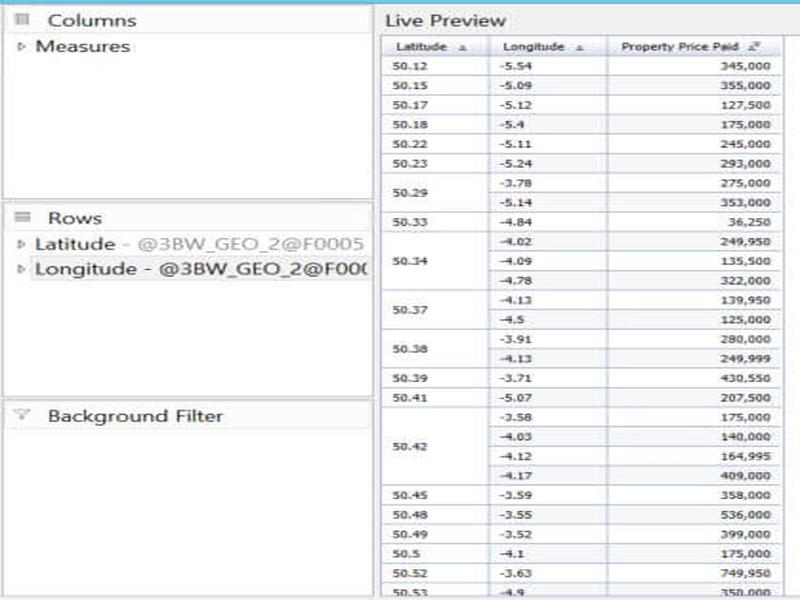 Columns
Measures
Rows
Latitude - @3BW_GEO_2@F0005
Longitude - @3BW_GEO_2@F00(
Background Filter
Live Preview
Latitude Longitude Property Price Paid
50.12 -5.54 345,000
50.15 -5.09 355,000
50.17 -5.12 127,500
50.18 -5.4 175,000
50.22 -5.11 245,000
50.23 -5.24 293,000
50.29 -3.78 275,000
-5.14 353,000
50.33 -4.84 36,250
50.34 -4.02 249,950
-4.09 135,500
-4.78 322,000
50.37 -4.13 139,950
-4.5 125,000
50.38 -3.91 280,000
-4.13 249,999
50.39 -3.71 430,550
50.41 -5.07 207,500
50.42 -3.58 175,000
-4.03 140,000
-4.12 164,995
-4.17 409,000
50.45 -3.59 358,000
50.48 -3.55 536,000
50.49 -3.52 399,000
50.5 -4.1 175,000
50.52 -3.63 749,950
50.53 -4.9 350,000